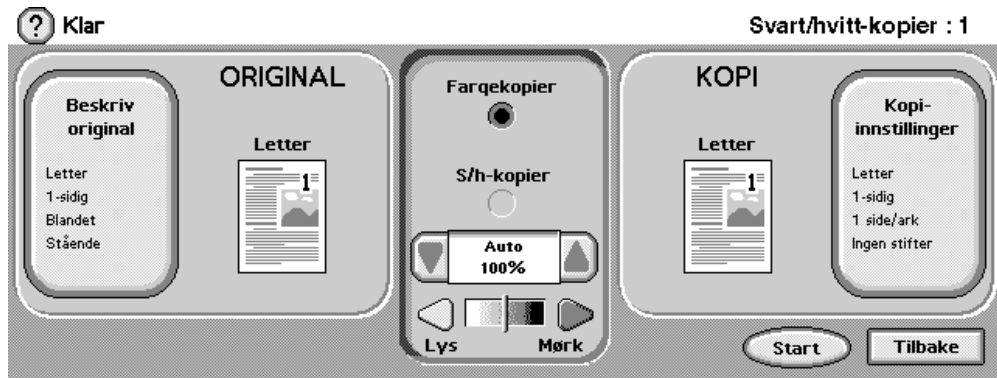 ? Klar
Svart/hvitt-kopier : 1
ORIGINAL
Beskriv
original
Letter
1-sidig
Blandet
Stående
Letter
1
Farqekopier
S/h-kopier
Auto
100%
Lys
Mørk
KOPI
Letter
1
Kopi-
innstillinger
Letter
1-sidig
1 side/ark
Ingen stifter
Start
Tilbake